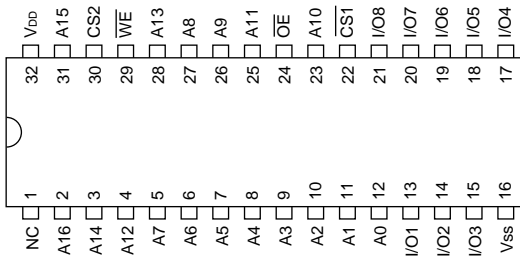 VDD A15 CS2 WE A13 A8 A9 A11 OE A10 CS1 I/O8 I/O7 I/O6 I/O5 I/O4
32 31 30 29 28 27 26 25 24 23 22 21 20 19 18 17
1 2 3 4 5 6 7 8 9 10 11 12 13 14 15 16
NC A16 A14 A12 A7 A6 A5 A4 A3 A2 A1 A0 I/O1 I/O2 I/O3 Vss